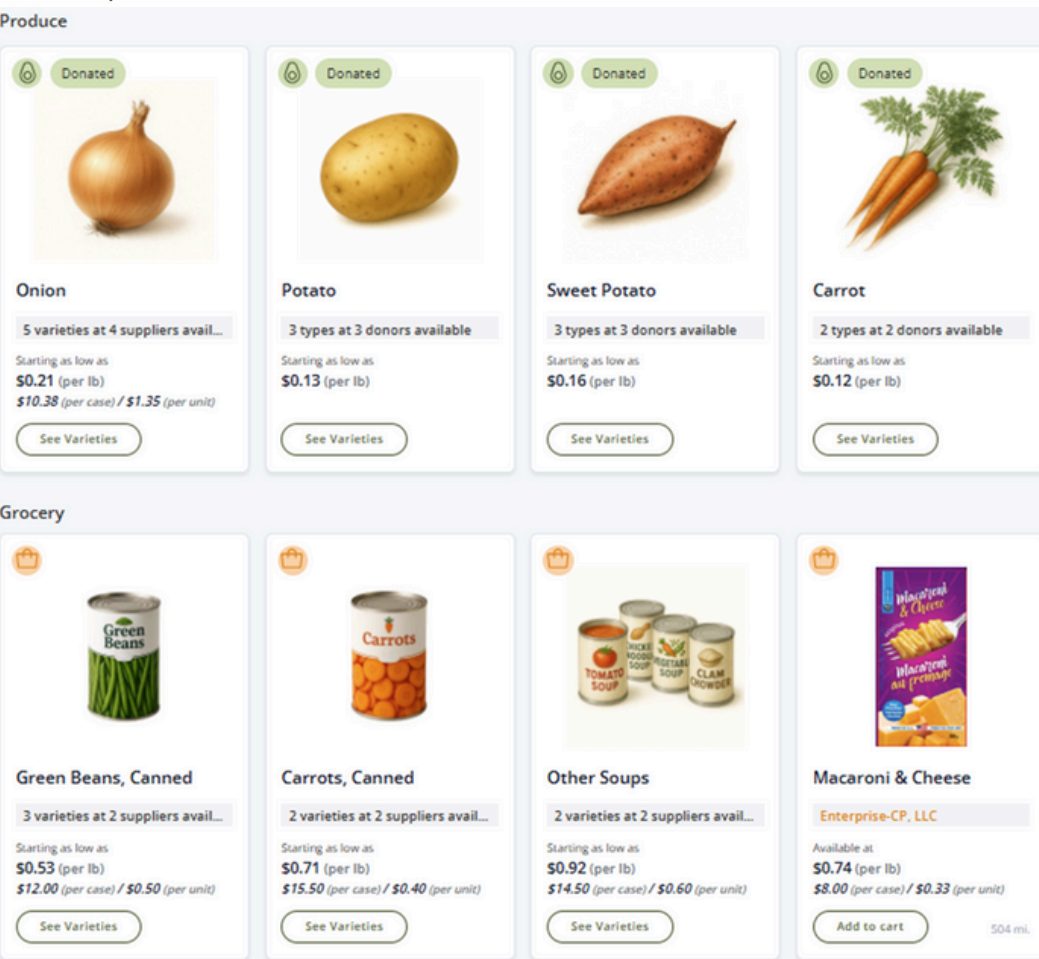 Produce
Donated
Onion
5 varieties at 4 suppliers avail...
Starting as low as
$0.21 (per lb)
$10.38 (per case) / $1.35 (per unit)
See Varieties
Donated
Potato
3 types at 3 donors available
Starting as low as
$0.13 (per lb)
See Varieties
Donated
Sweet Potato
3 types at 3 donors available
Starting as low as
$0.16 (per lb)
See Varieties
Donated
Carrot
2 types at 2 donors available
Starting as low as
$0.12 (per lb)
See Varieties
Grocery
Green
Beans
Green Beans, Canned
3 varieties at 2 suppliers avail...
Starting as low as
$0.53 (per lb)
$12.00 (per case) / $0.50 (per unit)
See Varieties
Carrots
Carrots, Canned
2 varieties at 2 suppliers avail...
Starting as low as
$0.71 (per lb)
$15.50 (per case) / $0.40 (per unit)
See Varieties
TOMATO
SOUP
SOUP
VEGETABL
SOUP
CLAM
CHOWDER
Other Soups
2 varieties at 2 suppliers avail...
Starting as low as
$0.92 (per lb)
$14.50 (per case) / $0.60 (per unit)
See Varieties
Macaroni
& Cheese
Macaroni
au fromage
Macaroni & Cheese
Enterprise-CP, LLC
Available at
$0.74 (per lb)
$8.00 (per case) / $0.33 (per unit)
Add to cart
504 mi.